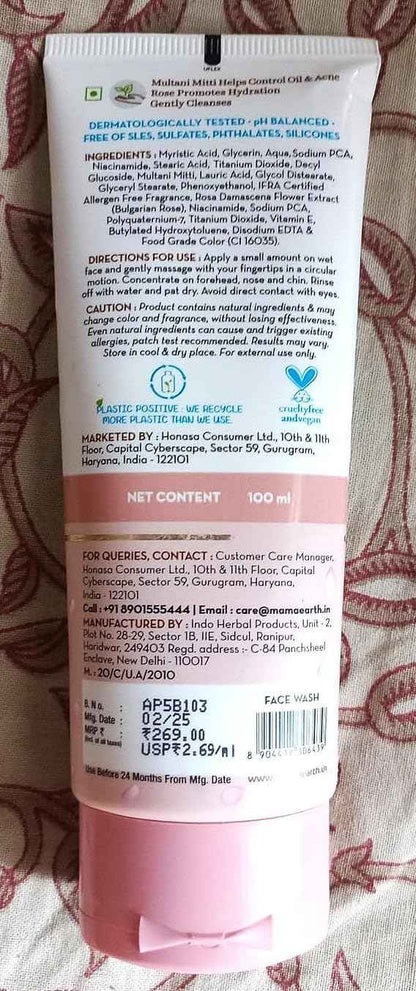 UFLEX
Multani Mitti Helps Control Oil & Acne
Rose Promotes Hydration
Gently Cleanses
DERMATOLOGICALLY TESTED • pH BALANCED •
FREE OF SLES, SULFATES, PHTHALATES, SILICONES
INGREDIENTS : Myristic Acid, Glycerin, Aqua, Sodium PCA,
Niacinamide, Stearic Acid, Titanium Dioxide, Decyl
Glucoside, Multani Mitti, Lauric Acid, Glycol Distearate,
Glyceryl Stearate, Phenoxyethanol, IFRA Certified
Allergen Free Fragrance, Rosa Damascena Flower Extract
(Bulgarian Rose), Niacinamide, Sodium PCA,
Polyquaternium-7, Titanium Dioxide, Vitamin E,
Butylated Hydroxytoluene, Disodium EDTA &
Food Grade Color (CI 16035).
DIRECTIONS FOR USE : Apply a small amount on wet
face and gently massage with your fingertips in a circular
motion. Concentrate on forehead, nose and chin. Rinse
off with water and pat dry. Avoid direct contact with eyes.
CAUTION : Product contains natural ingredients & may
change color and fragrance, without losing effectiveness.
Even natural ingredients can cause and trigger existing
allergies, patch test recommended. Results may vary.
Store in cool & dry place. For external use only.
PLASTIC POSITIVE : WE RECYCLE
MORE PLASTIC THAN WE USE.
crueltyfree
andvegan
MARKETED BY : Honasa Consumer Ltd., 10th & 11th
Floor, Capital Cyberscape, Sector 59, Gurugram,
Haryana, India - 122101
NET CONTENT 100 ml
FOR QUERIES, CONTACT : Customer Care Manager,
Honasa Consumer Ltd., 10th & 11th Floor, Capital
Cyberscape, Sector 59, Gurugram, Haryana,
India - 122101
Call : +91 8901555444 | Email : care@mamaearth.in
MANUFACTURED BY : Indo Herbal Products, Unit - 2,
Plot No. 28-29, Sector 1B, IIE, Sidcul, Ranipur,
Haridwar, 249403 Regd. address :- C-84 Panchsheel
Enclave, New Delhi - 110017
M. : 20/C/U.A/2010
B. No. : AP5B103
Mfg. Date : 02/25
MRP ₹ : ₹269.00
(Incl. of all taxes)
USP₹2.69/ml
FACE WASH
Use Before 24 Months From Mfg. Date